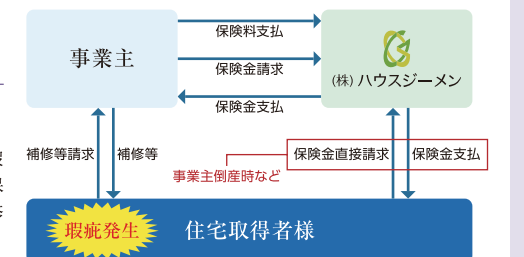 保険料支払
事業主
保険金請求
(株) ハウスジーメン
保険金支払
補修等請求
補修等
保険金直接請求
保険金支払
事業主倒産時など
瑕疵発生
住宅取得者様